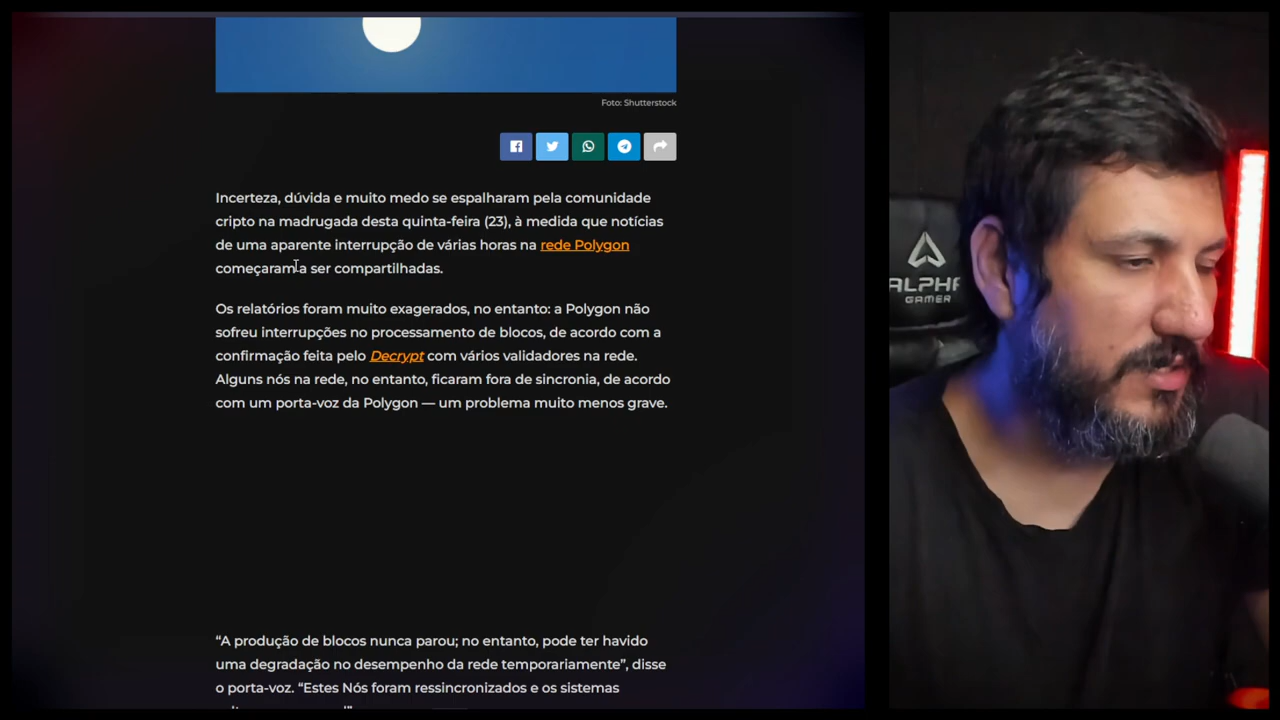 Foto: Shutterstock
Incerteza, dúvida e muito medo se espalharam pela comunidade
cripto na madrugada desta quinta-feira (23), à medida que notícias
de uma aparente interrupção de várias horas na rede Polygon
começaram a ser compartilhadas.
Os relatórios foram muito exagerados, no entanto: a Polygon não
sofreu interrupções no processamento de blocos, de acordo com a
confirmação feita pelo Decrypt com vários validadores na rede.
Alguns nós na rede, no entanto, ficaram fora de sincronia, de acordo
com um porta-voz da Polygon — um problema muito menos grave.
“A produção de blocos nunca parou; no entanto, pode ter havido
uma degradação no desempenho da rede temporariamente”, disse
o porta-voz. “Estes Nós foram ressincronizados e os sistemas
ALPHA
GAMER